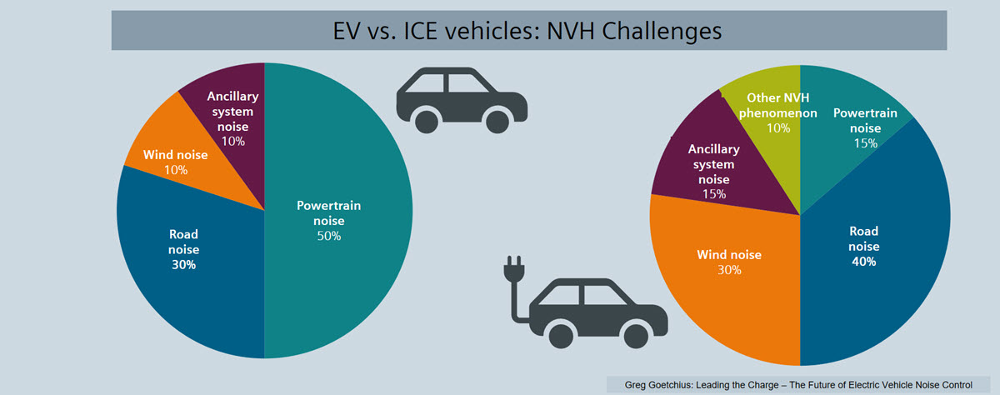 EV vs. ICE vehicles: NVH Challenges
Ancillary
system
noise
10%
Wind noise
10%
Powertrain
noise
50%
Road
noise
30%
Other NVH
phenomenon
10%
Powertrain
noise
15%
Ancillary
system
noise
15%
Wind noise
30%
Road
noise
40%
Greg Goetchius: Leading the Charge – The Future of Electric Vehicle Noise Control